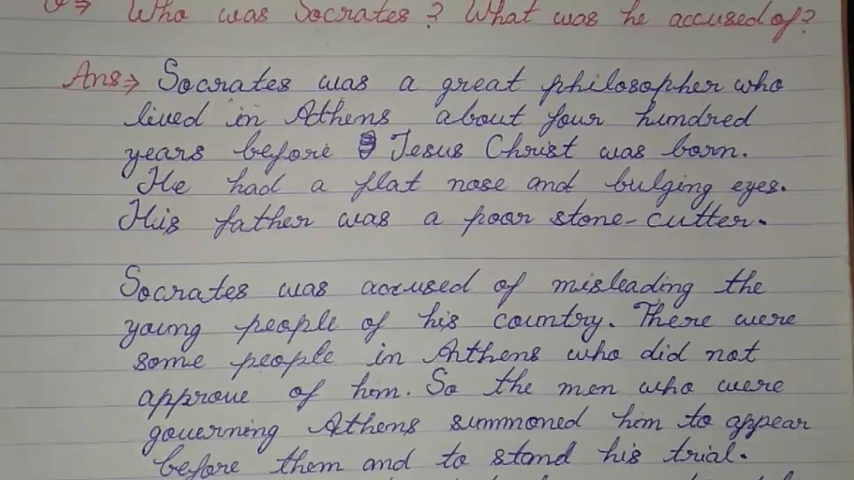 Q⇒ Who was Socrates? What was he accused of?
Ans⇒ Socrates was a great philosopher who
lived in Athens about four hundred
years before Jesus Christ was born.
He had a flat nose and bulging eyes.
His father was a poor stone-cutter.
Socrates was accused of misleading the
young people of his country. There were
some people in Athens who did not
approve of him. So the men who were
governing Athens summoned him to appear
before them and to stand his trial.